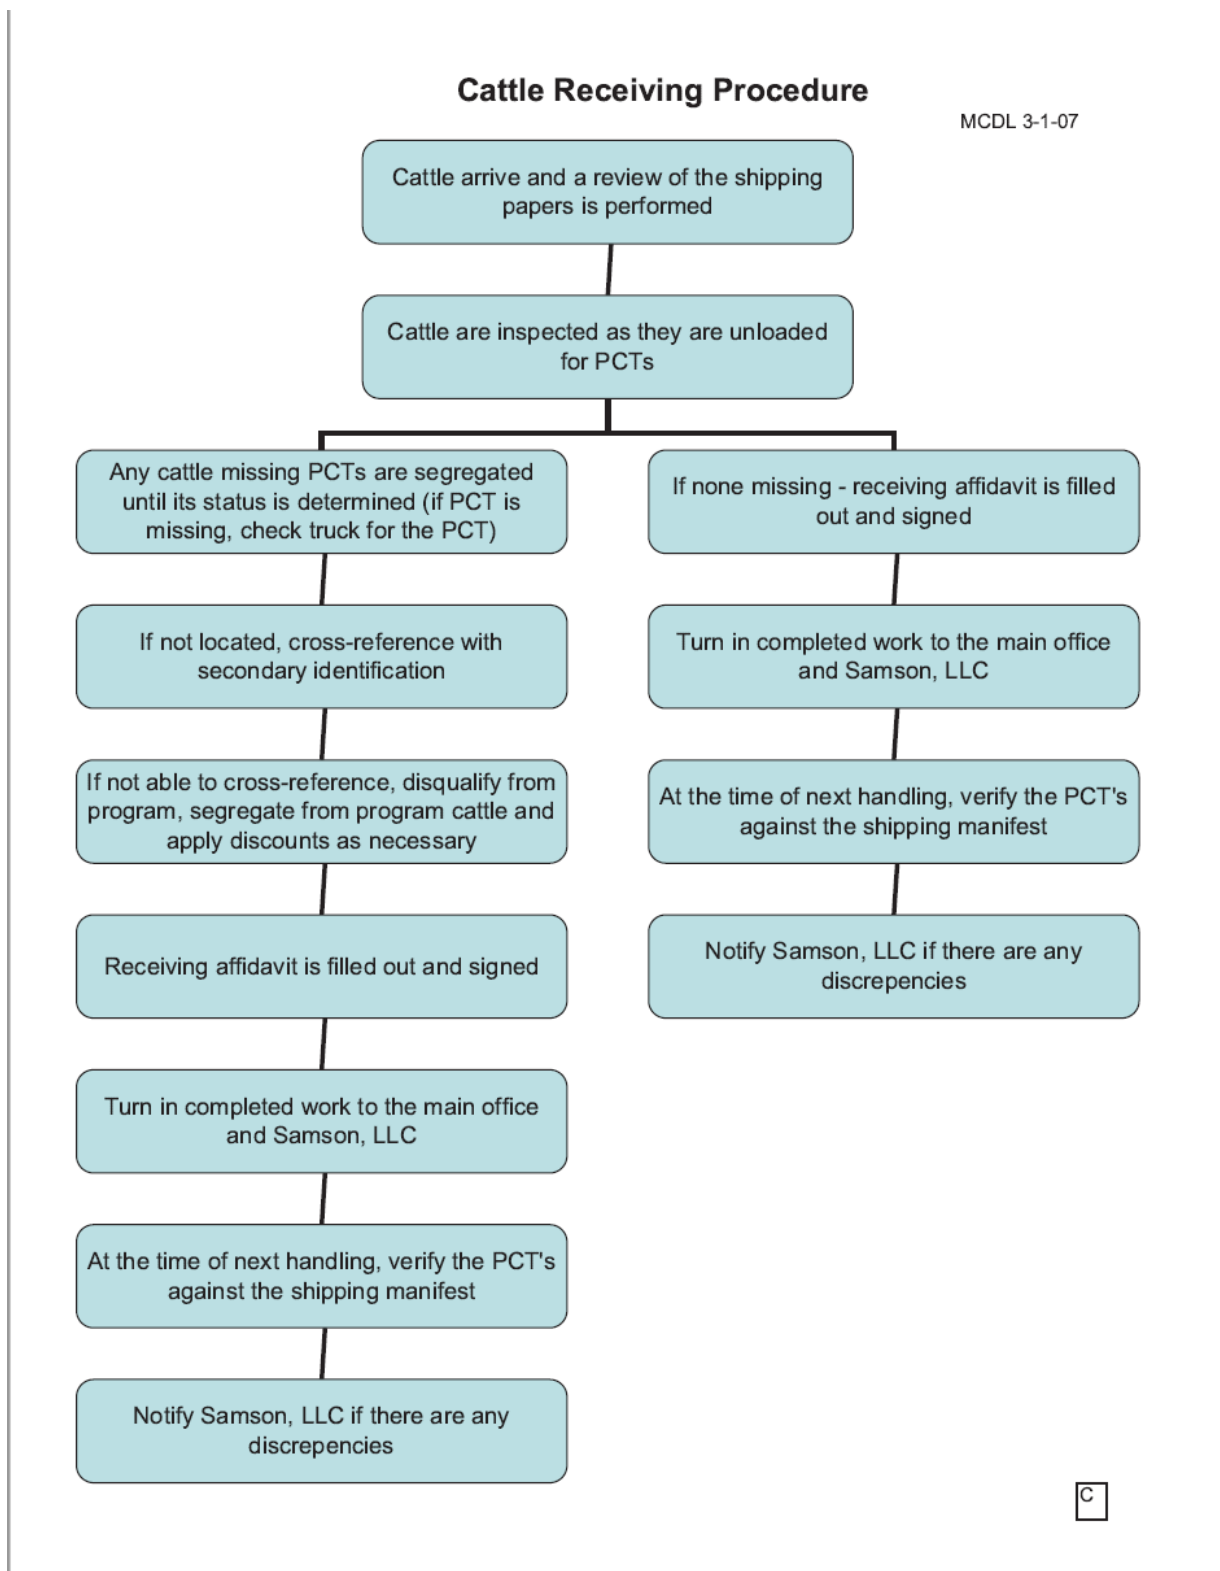 Cattle Receiving Procedure
MCDL 3-1-07
Cattle arrive and a review of the shipping
papers is performed
Cattle are inspected as they are unloaded
for PCTs
Any cattle missing PCTs are segregated
until its status is determined (if PCT is
missing, check truck for the PCT)
If not located, cross-reference with
secondary identification
If not able to cross-reference, disqualify from
program, segregate from program cattle and
apply discounts as necessary
Receiving affidavit is filled out and signed
Turn in completed work to the main office
and Samson, LLC
At the time of next handling, verify the PCT's
against the shipping manifest
Notify Samson, LLC if there are any
discrepencies
If none missing - receiving affidavit is filled
out and signed
Turn in completed work to the main office
and Samson, LLC
At the time of next handling, verify the PCT's
against the shipping manifest
Notify Samson, LLC if there are any
discrepencies
C